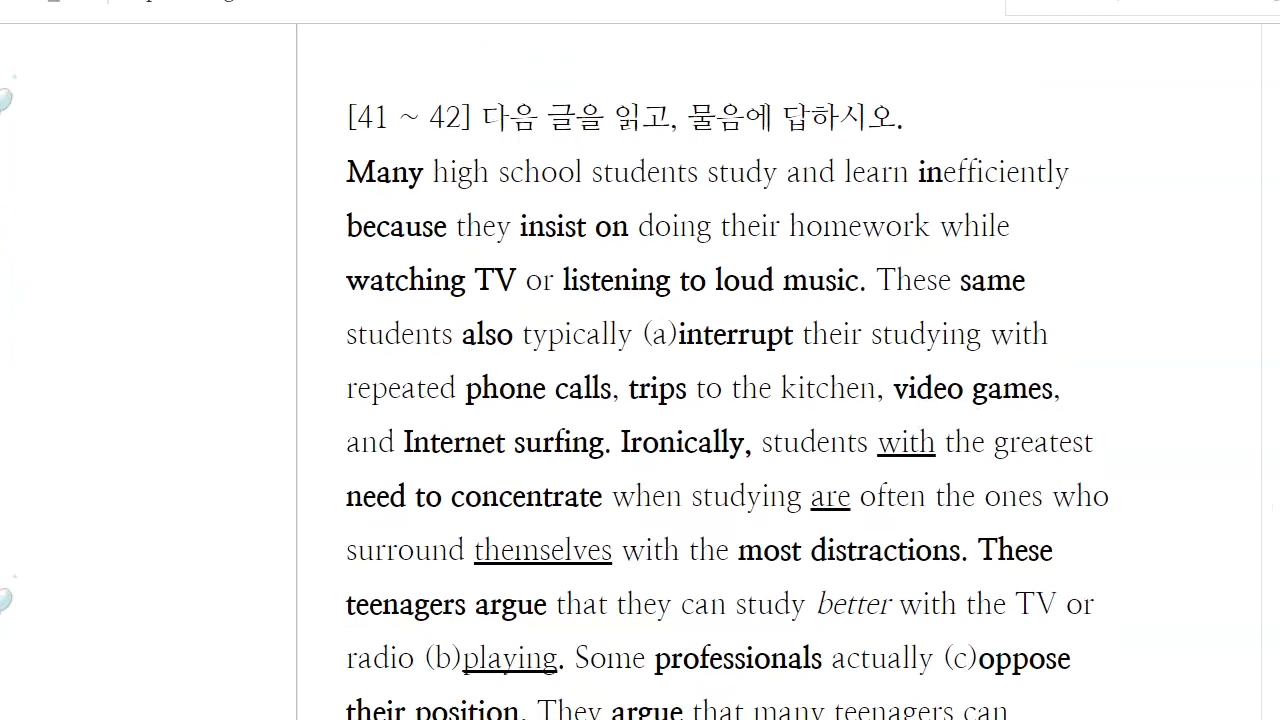 [41 ~ 42] 다음 글을 읽고, 물음에 답하시오.
Many high school students study and learn inefficiently
because they insist on doing their homework while
watching TV or listening to loud music. These same
students also typically (a)interrupt their studying with
repeated phone calls, trips to the kitchen, video games,
and Internet surfing. Ironically, students with the greatest
need to concentrate when studying are often the ones who
surround themselves with the most distractions. These
teenagers argue that they can study better with the TV or
radio (b)playing. Some professionals actually (c)oppose
their position. They argue that many teenagers can